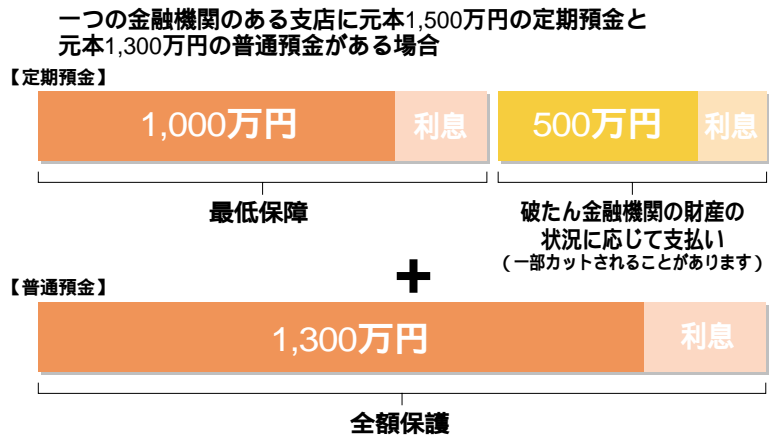 一つの金融機関のある支店に元本1,500万円の定期預金と
元本1,300万円の普通預金がある場合
【定期預金】
1,000万円 利息 500万円 利息
最低保障
破たん金融機関の財産の
状況に応じて支払い
（一部カットされることがあります）
+
【普通預金】
1,300万円 利息
全額保護